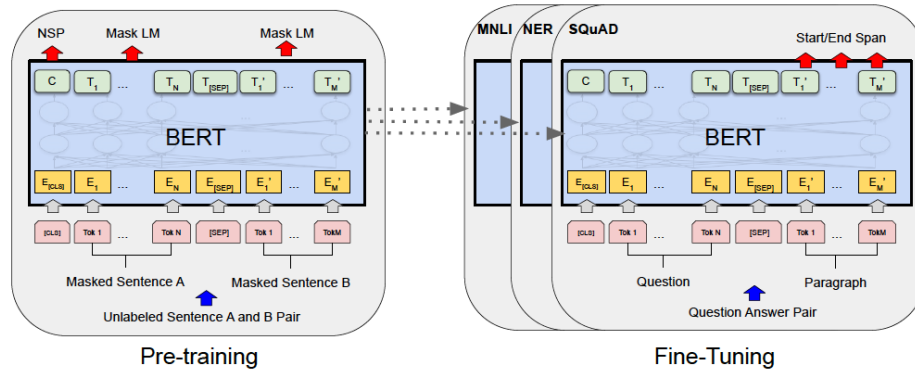 NSP Mask LM Mask LM
C T1 ... TN T[SEP] T1' ... TM'
BERT
E[CLS] E1 ... EN E[SEP] E1' ... EM'
[CLS] Tok 1 ... Tok N [SEP] Tok 1 ... TokM
Masked Sentence A Masked Sentence B
Unlabeled Sentence A and B Pair
Pre-training
MNLI NER SQuAD
Start/End Span
C T1 ... TN T[SEP] T1' ... TM'
BERT
E[CLS] E1 ... EN E[SEP] E1' ... EM'
[CLS] Tok 1 ... Tok N [SEP] Tok 1 ... TokM
Question Paragraph
Question Answer Pair
Fine-Tuning